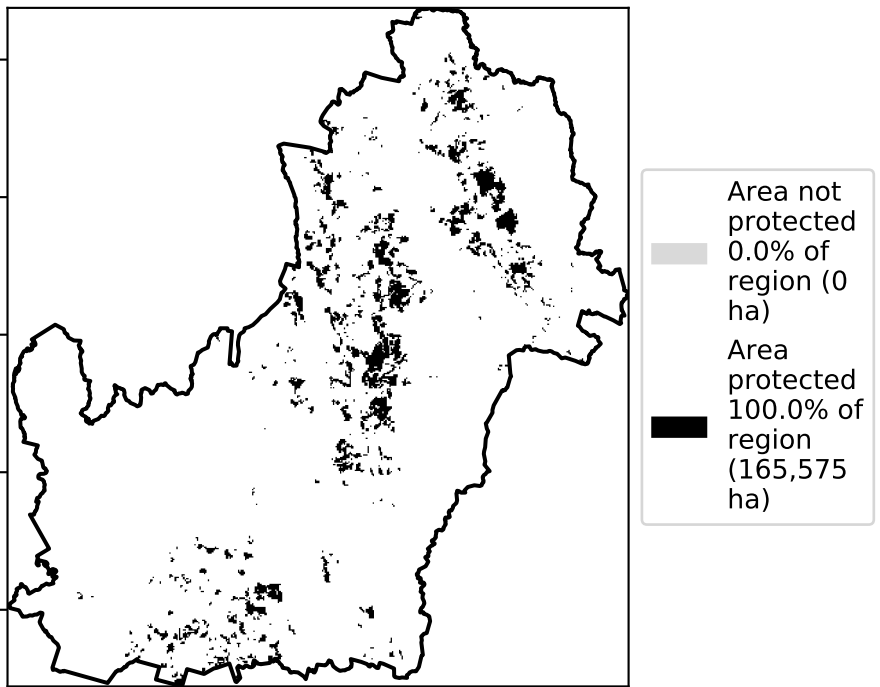 Area not
protected
0.0% of
region (0
ha)
Area
protected
100.0% of
region
(165,575
ha)